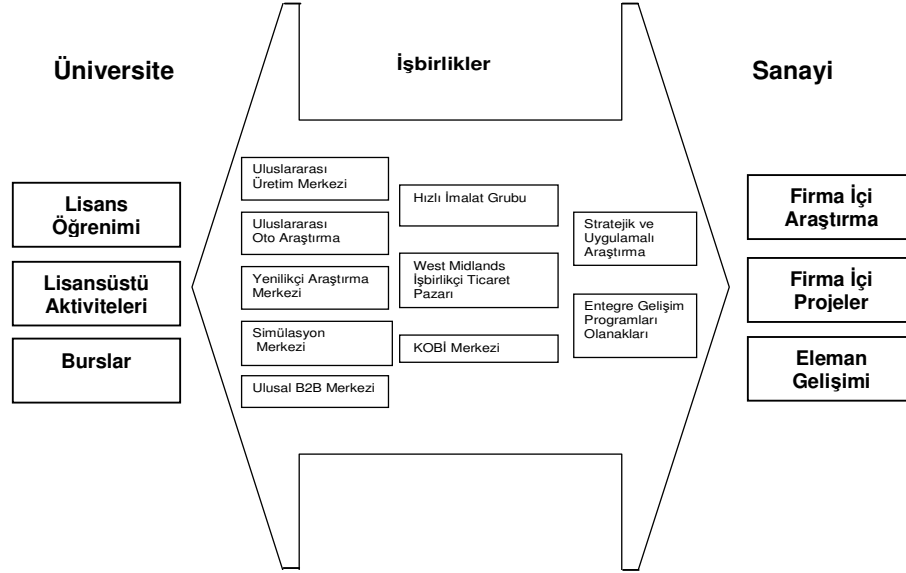 Üniversite
İşbirlikler
Sanayi
Lisans
Öğrenimi
Lisansüstü
Aktiviteleri
Burslar
Uluslararası
Üretim Merkezi
Uluslararası
Oto Araştırma
Yenilikçi Araştırma
Merkezi
Simülasyon
Merkezi
Ulusal B2B Merkezi
Hızlı İmalat Grubu
West Midlands
İşbirlikçi Ticaret
Pazarı
KOBİ Merkezi
Stratejik ve
Uygulamalı
Araştırma
Entegre Gelişim
Programları
Olanakları
Firma İçi
Araştırma
Firma İçi
Projeler
Eleman
Gelişimi